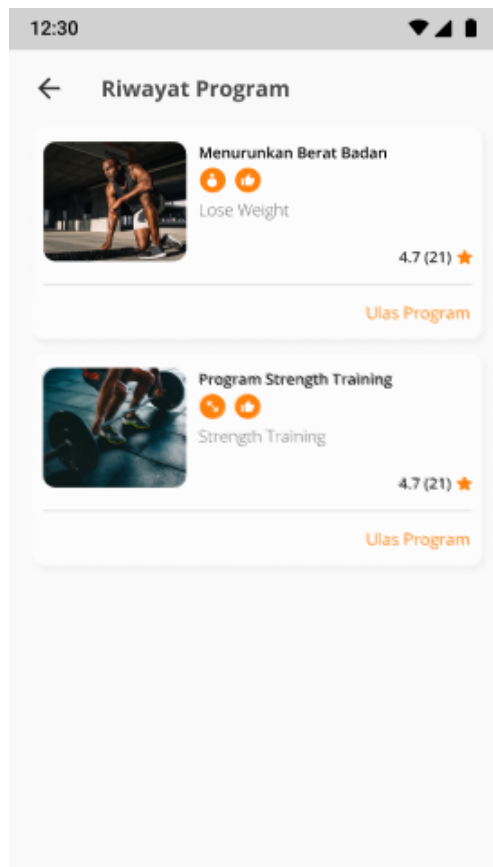 12:30
Riwayat Program
Menurunkan Berat Badan
Lose Weight
4.7 (21)
Ulas Program
Program Strength Training
Strength Training
4.7 (21)
Ulas Program